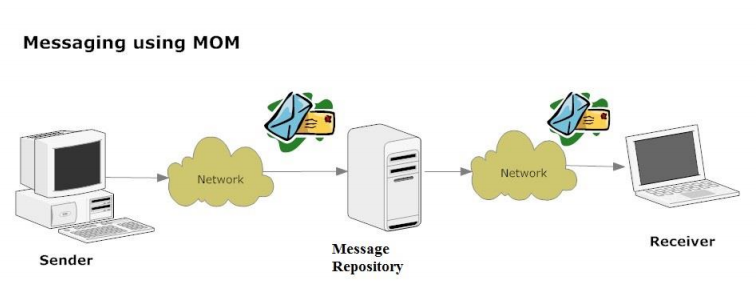 Messaging using MOM
Network
Network
Message
Repository
Sender
Receiver